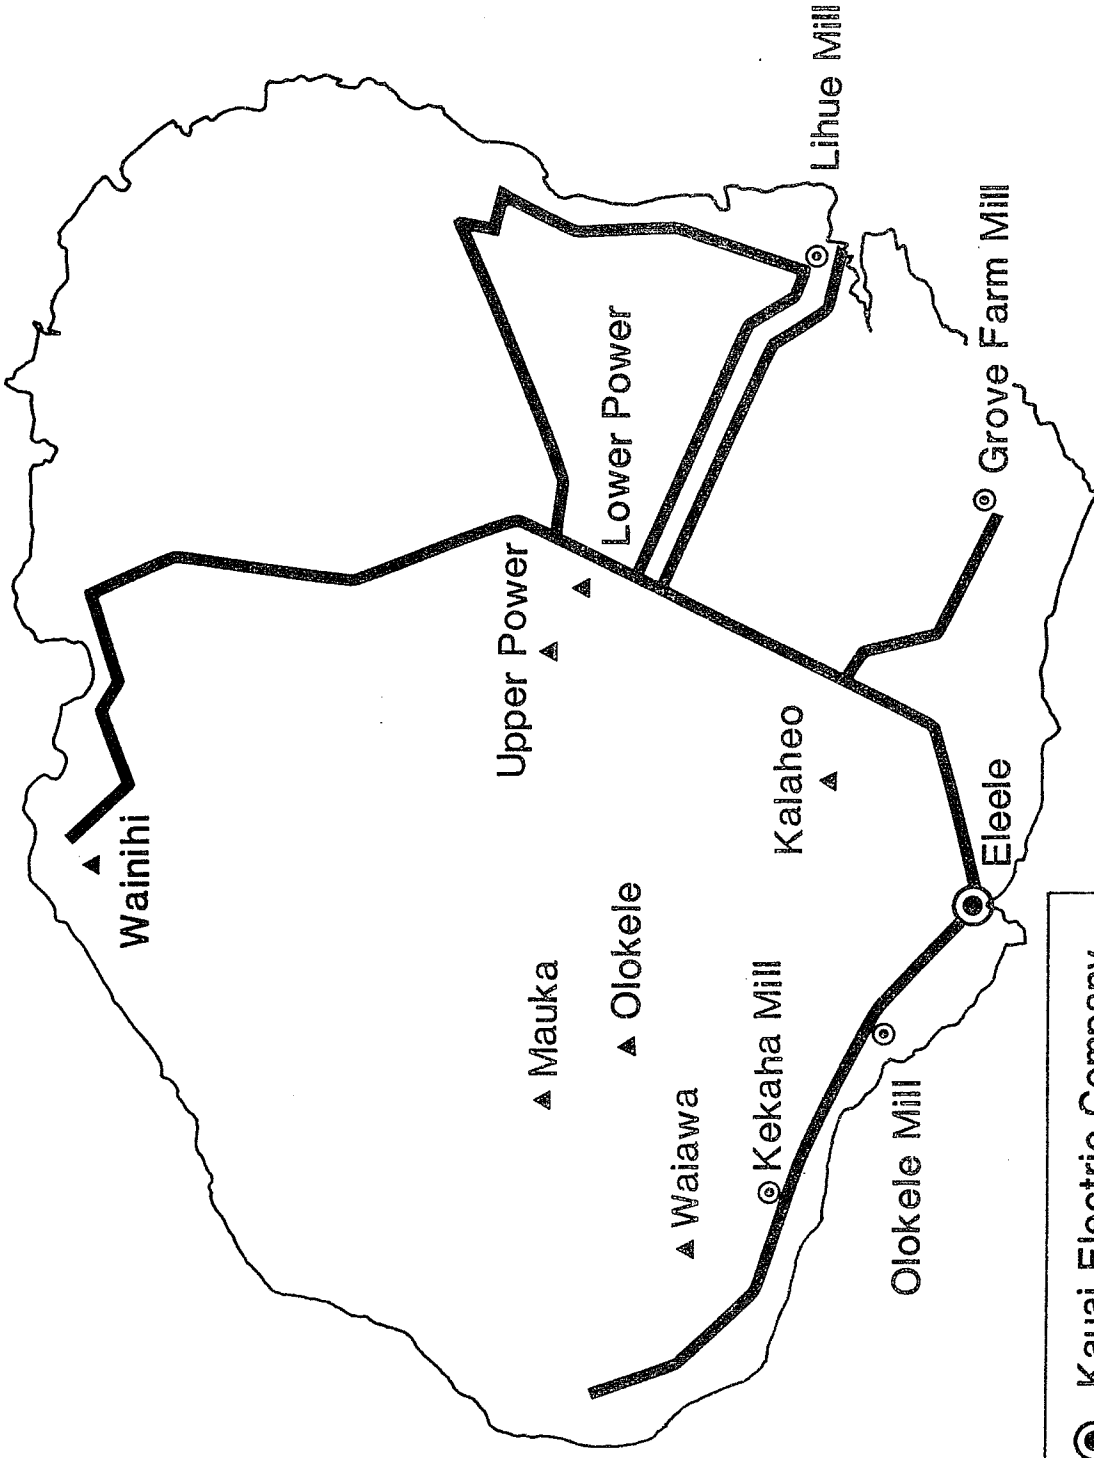 Wainihi
Upper Power
Lower Power
Lihue Mill
Grove Farm Mill
Kalaheo
Eleele
Mauka
Olokele
Waiawa
Kekaha Mill
Olokele Mill
Kauai Electric Company